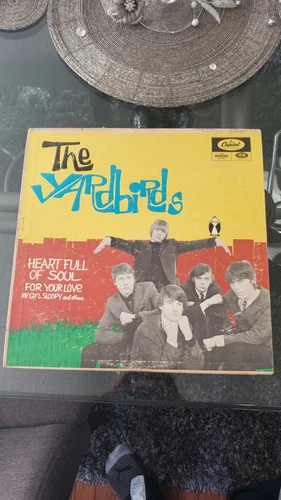 The
YARDbiRds
Capitol
HEART FULL
OF SOUL
FOR YOUR LOVE
MY GIRL SLOOPY and others